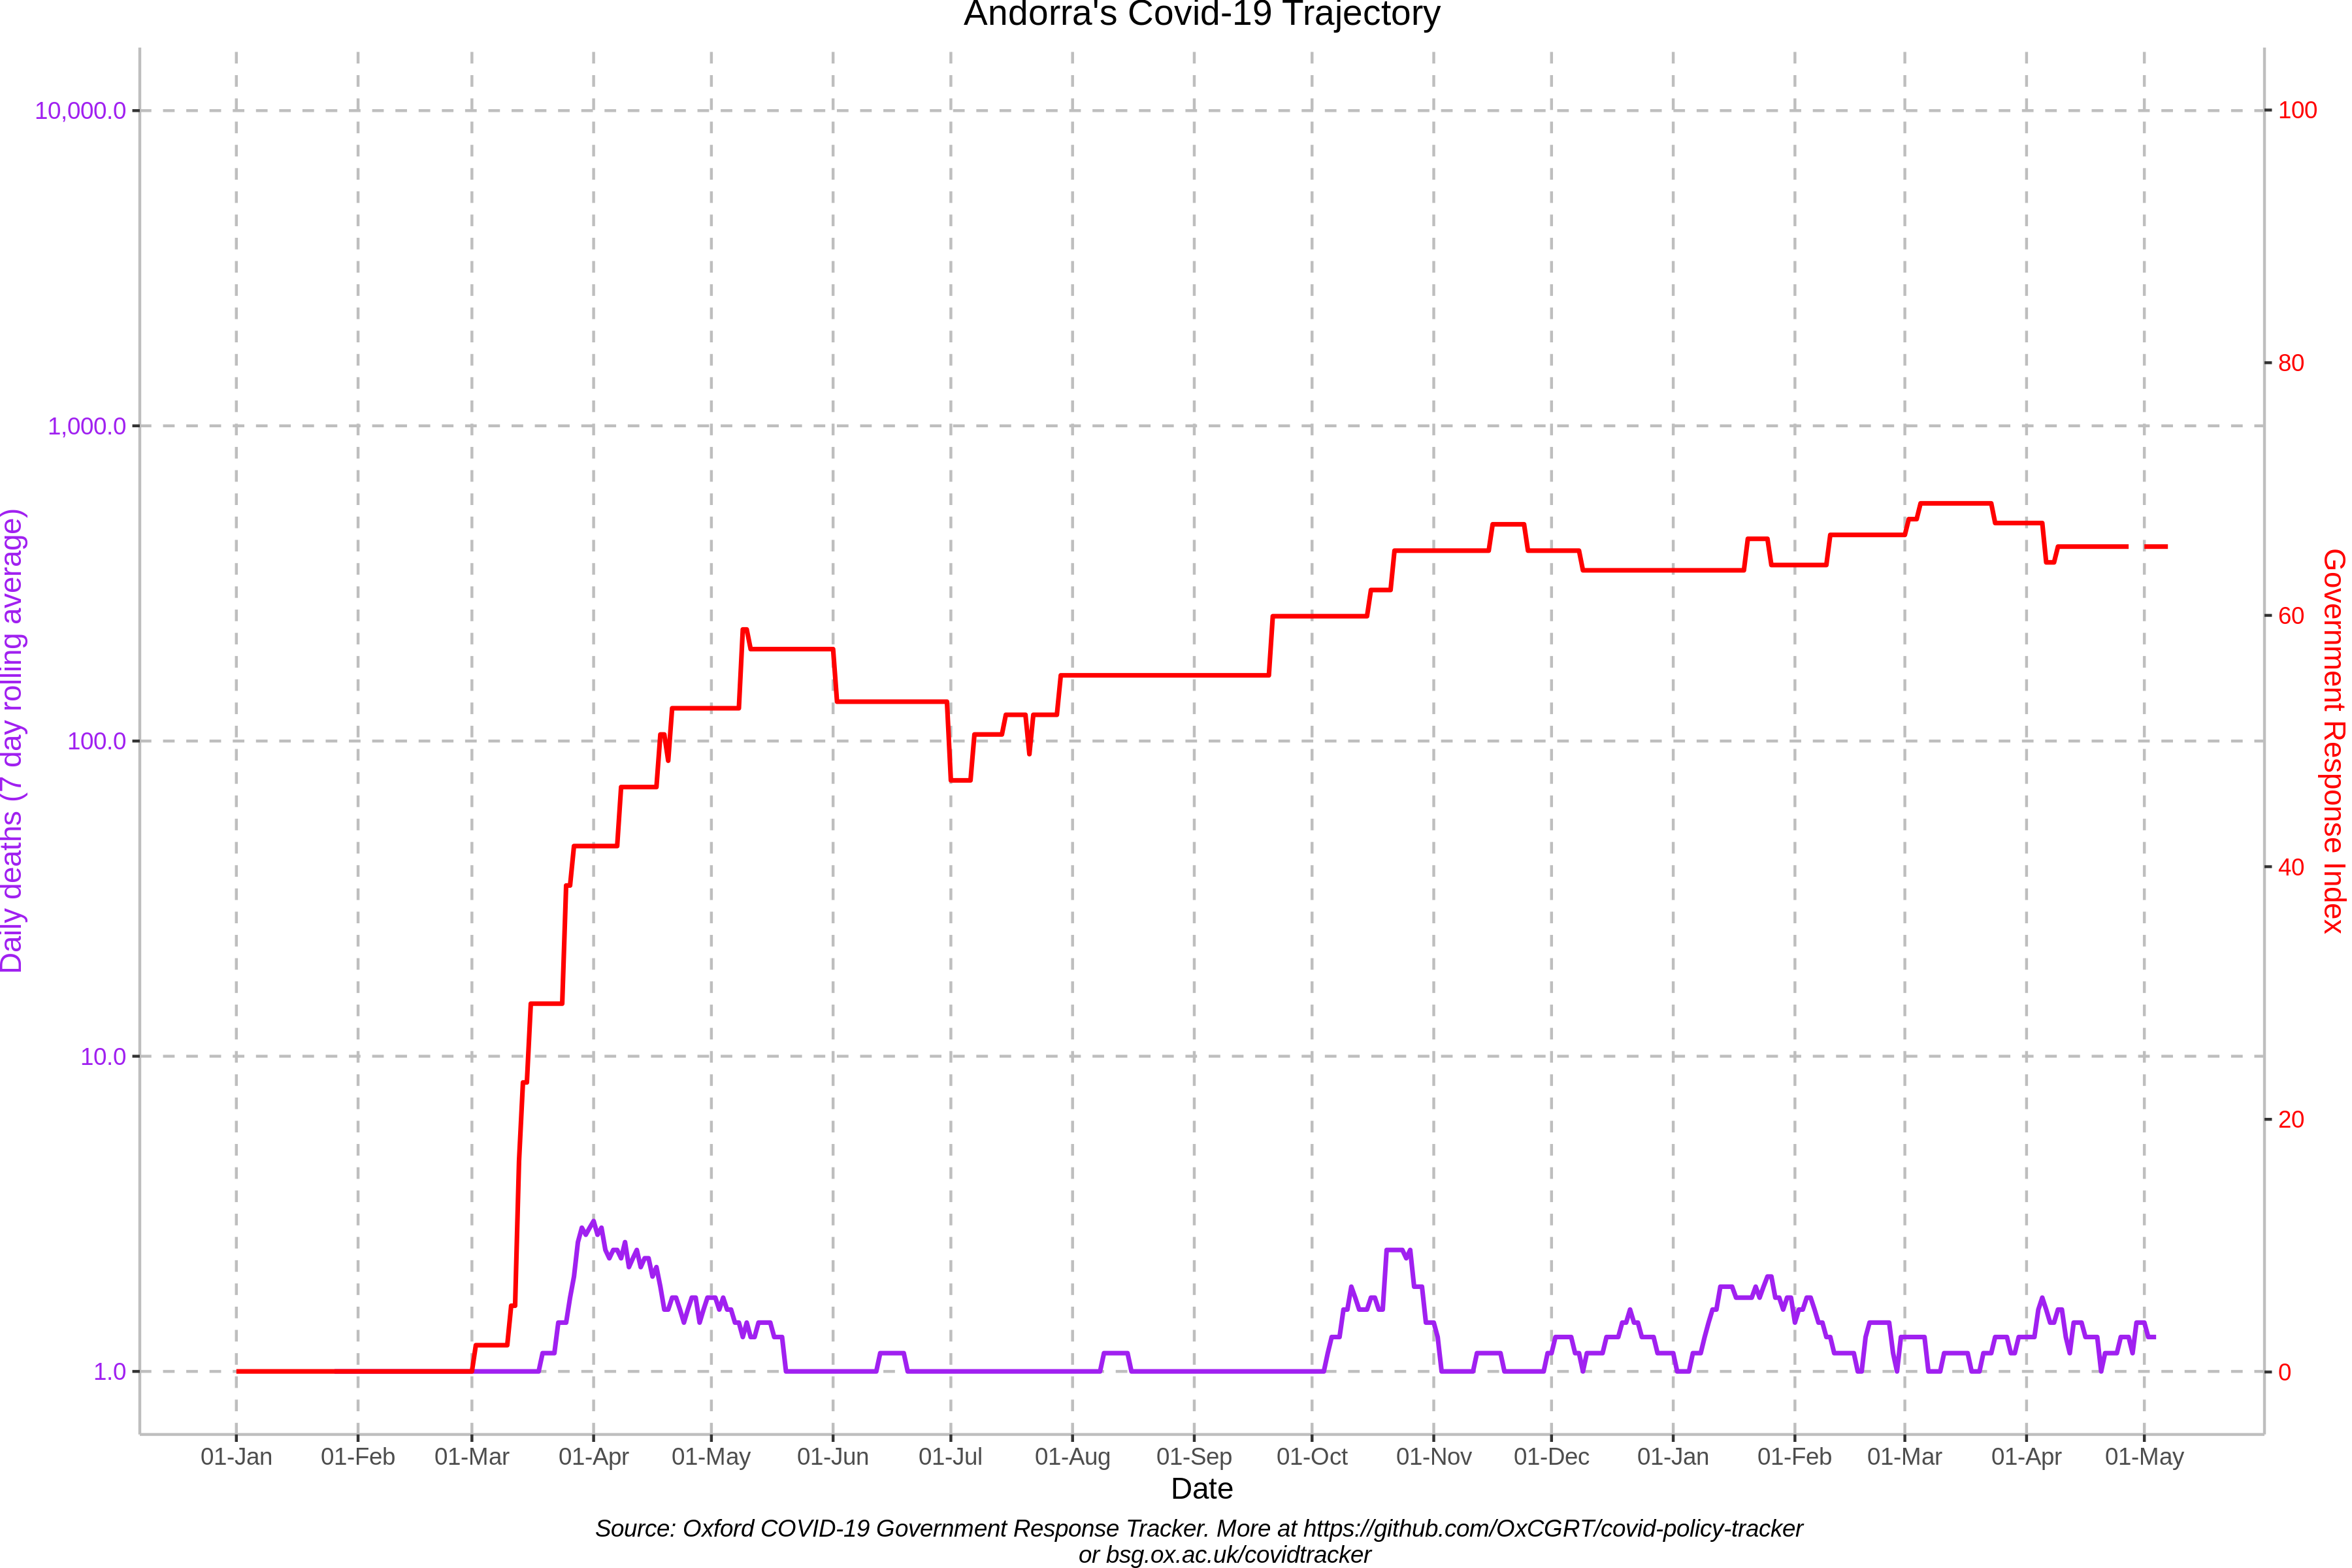 Andorra's Covid-19 Trajectory
10,000.0
1,000.0
100.0
10.0
1.0
Daily deaths (7 day rolling average)
100
80
60
40
20
0
Government Response Index
01-Jan
01-Feb
01-Mar
01-Apr
01-May
01-Jun
01-Jul
01-Aug
01-Sep
01-Oct
01-Nov
01-Dec
01-Jan
01-Feb
01-Mar
01-Apr
01-May
Date
Source: Oxford COVID-19 Government Response Tracker. More at https://github.com/OxCGRT/covid-policy-tracker
or bsg.ox.ac.uk/covidtracker